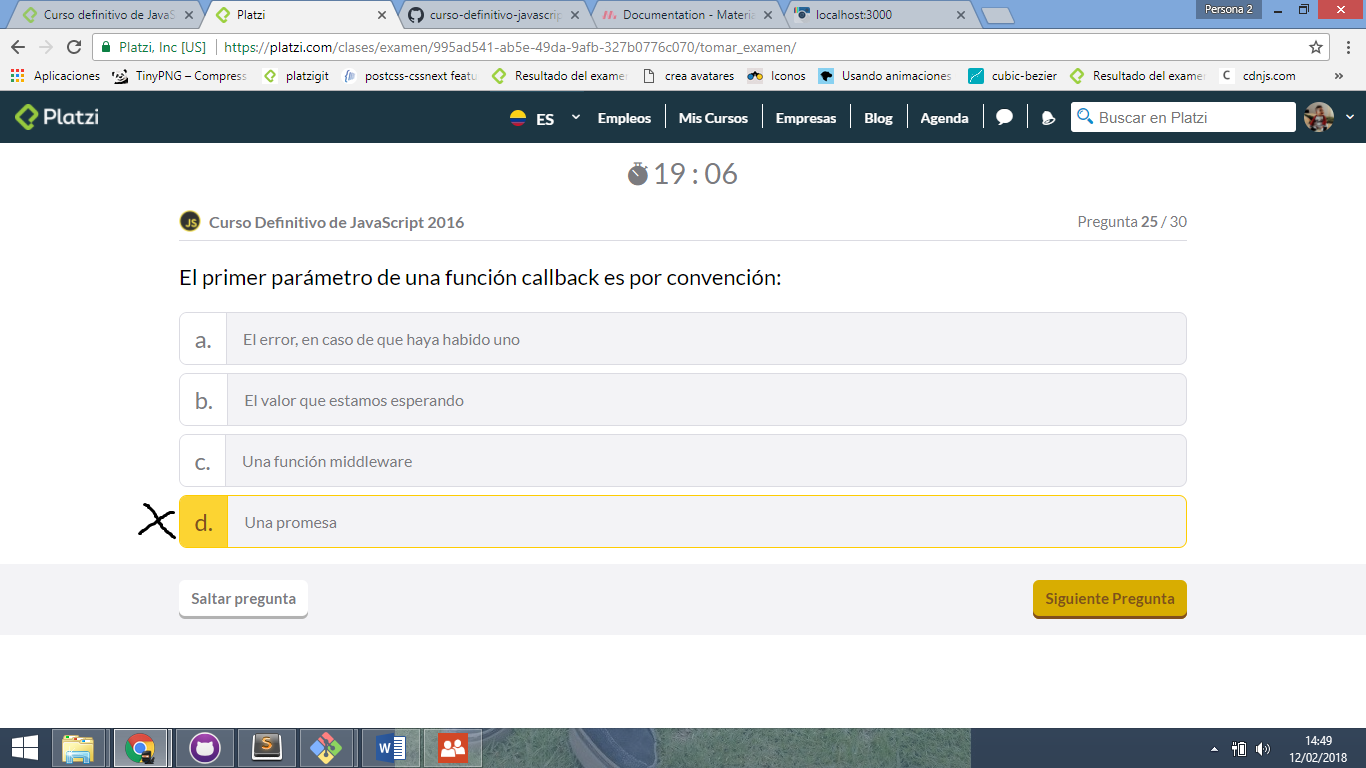 Persona 2
Curso definitivo de JavaS
Platzi
curso-definitivo-javascrip
Documentation - Materia
localhost:3000
Platzi, Inc [US]
https://platzi.com/clases/examen/995ad541-ab5e-49da-9afb-327b0776c070/tomar_examen/
Aplicaciones
TinyPNG – Compress
platzigit
postcss-cssnext featu
Resultado del examen
crea avatares
Iconos
Usando animaciones
cubic-bezier
Resultado del examen
cdnjs.com
»
Platzi
ES
Empleos
Mis Cursos
Empresas
Blog
Agenda
Buscar en Platzi
19 : 06
JS
Curso Definitivo de JavaScript 2016
Pregunta 25 / 30
El primer parámetro de una función callback es por convención:
a. El error, en caso de que haya habido uno
b. El valor que estamos esperando
c. Una función middleware
X d. Una promesa
Saltar pregunta
Siguiente Pregunta
14:49
12/02/2018